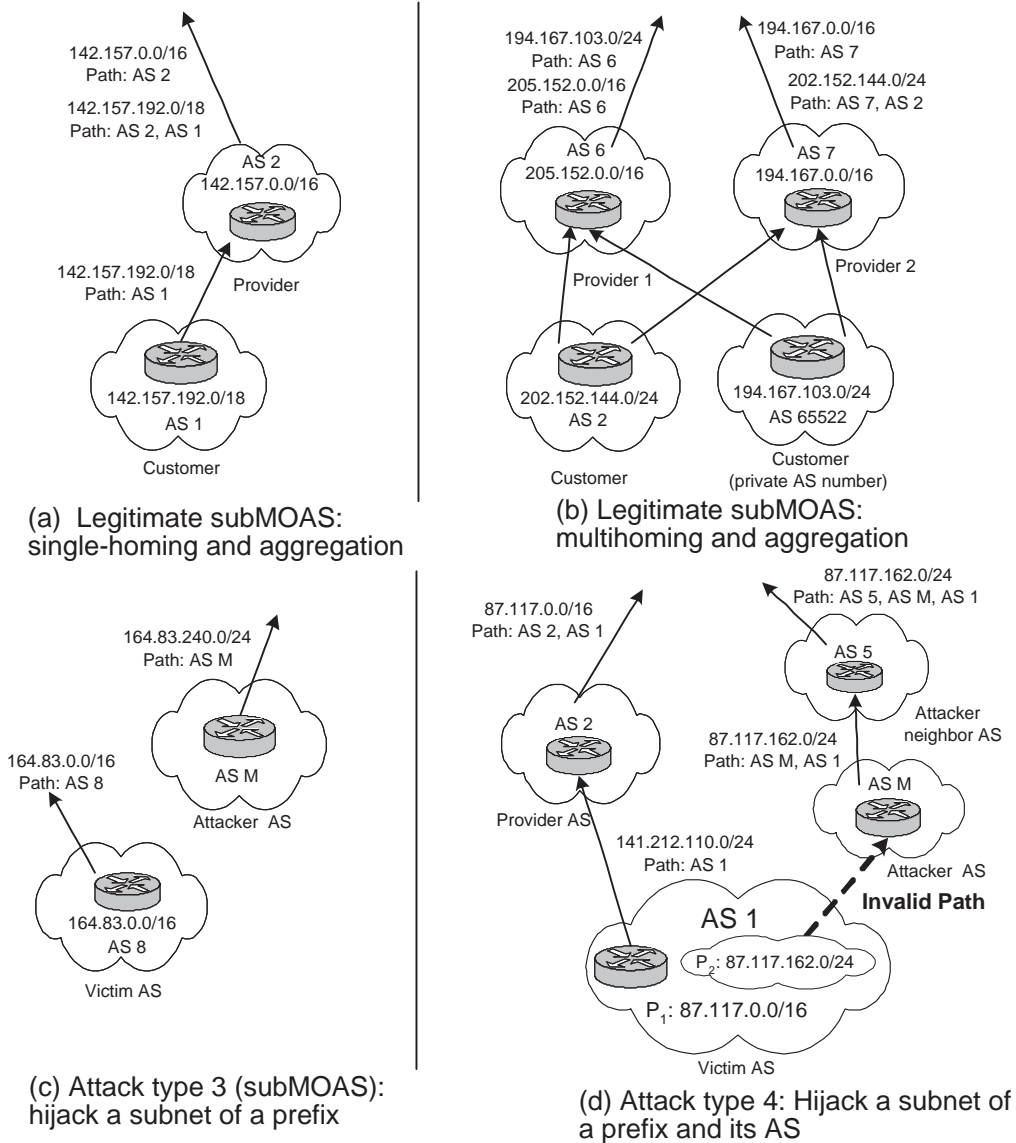 142.157.0.0/16
Path: AS 2
142.157.192.0/18
Path: AS 2, AS 1
AS 2
142.157.0.0/16
142.157.192.0/18
Path: AS 1
Provider
142.157.192.0/18
AS 1
Customer
(a) Legitimate subMOAS:
single-homing and aggregation
194.167.103.0/24
Path: AS 6
205.152.0.0/16
Path: AS 6
194.167.0.0/16
Path: AS 7
202.152.144.0/24
Path: AS 7, AS 2
AS 6
205.152.0.0/16
AS 7
194.167.0.0/16
Provider 1
Provider 2
202.152.144.0/24
AS 2
194.167.103.0/24
AS 65522
Customer
Customer
(private AS number)
(b) Legitimate subMOAS:
multihoming and aggregation
164.83.240.0/24
Path: AS M
AS M
Attacker AS
164.83.0.0/16
Path: AS 8
164.83.0.0/16
AS 8
Victim AS
(c) Attack type 3 (subMOAS):
hijack a subnet of a prefix
87.117.0.0/16
Path: AS 2, AS 1
87.117.162.0/24
Path: AS 5, AS M, AS 1
AS 5
Attacker
neighbor AS
AS 2
87.117.162.0/24
Path: AS M, AS 1
AS M
Provider AS
141.212.110.0/24
Path: AS 1
Attacker AS
Invalid Path
AS 1
P2: 87.117.162.0/24
P1: 87.117.0.0/16
Victim AS
(d) Attack type 4: Hijack a subnet of
a prefix and its AS